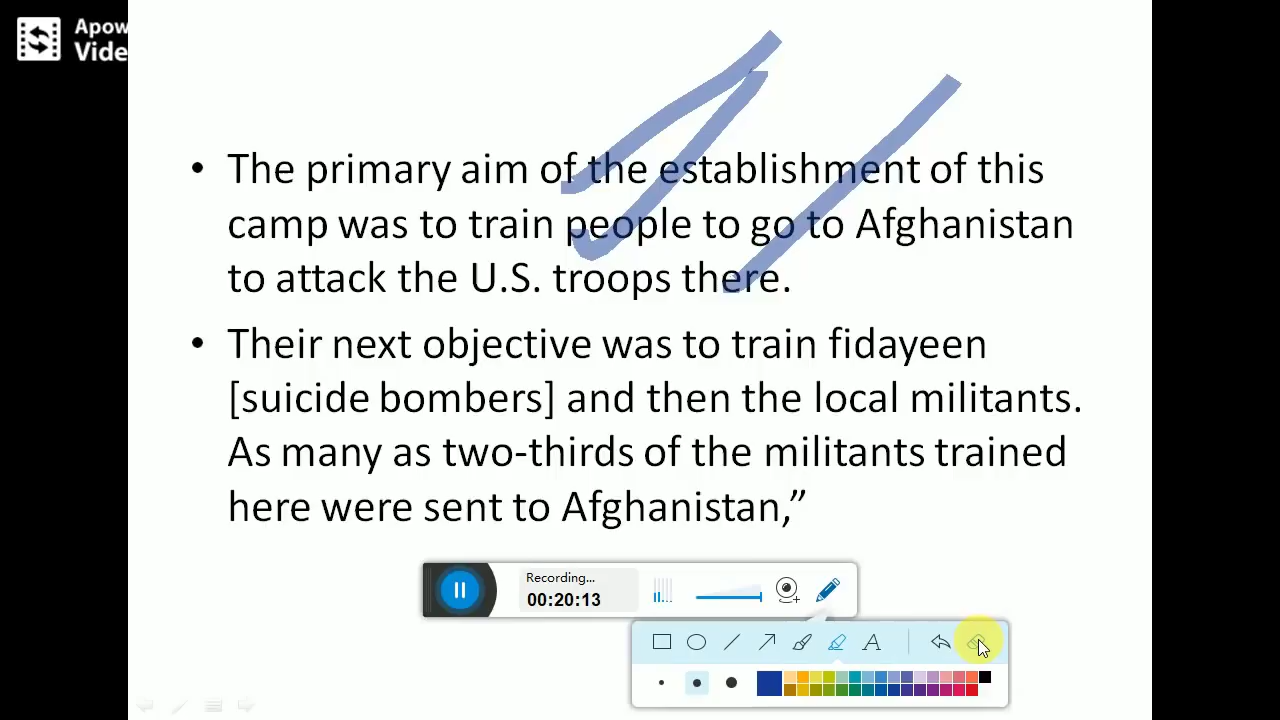 Apow
Vide
• The primary aim of the establishment of this
camp was to train people to go to Afghanistan
to attack the U.S. troops there.
• Their next objective was to train fidayeen
[suicide bombers] and then the local militants.
As many as two-thirds of the militants trained
here were sent to Afghanistan,”
Recording...
00:20:13
A